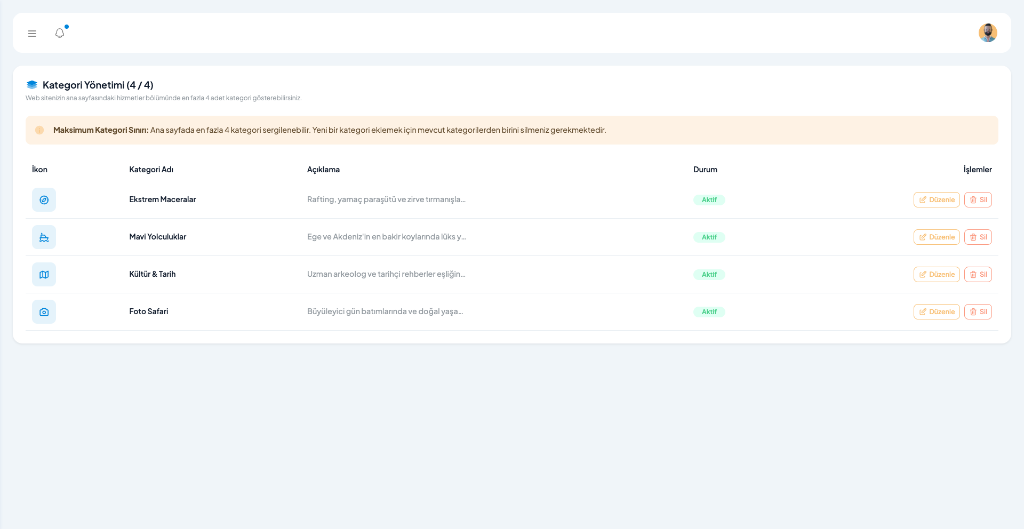 Kategori Yönetimi (4 / 4)
Web sitenizin ana sayfasındaki hizmetler bölümünde en fazla 4 adet kategori gösterebilirsiniz.
Maksimum Kategori Sınırı: Ana sayfada en fazla 4 kategori sergilenebilir. Yeni bir kategori eklemek için mevcut kategorilerden birini silmeniz gerekmektedir.
İkon Kategori Adı Açıklama Durum İşlemler
Ekstrem Maceralar Rafting, yamaç paraşütü ve zirve tırmanışla... Aktif Düzenle Sil
Mavi Yolculuklar Ege ve Akdeniz'in en bakir koylarında lüks y... Aktif Düzenle Sil
Kültür & Tarih Uzman arkeolog ve tarihçi rehberler eşliğin... Aktif Düzenle Sil
Foto Safari Büyüleyici gün batımlarında ve doğal yaşa... Aktif Düzenle Sil